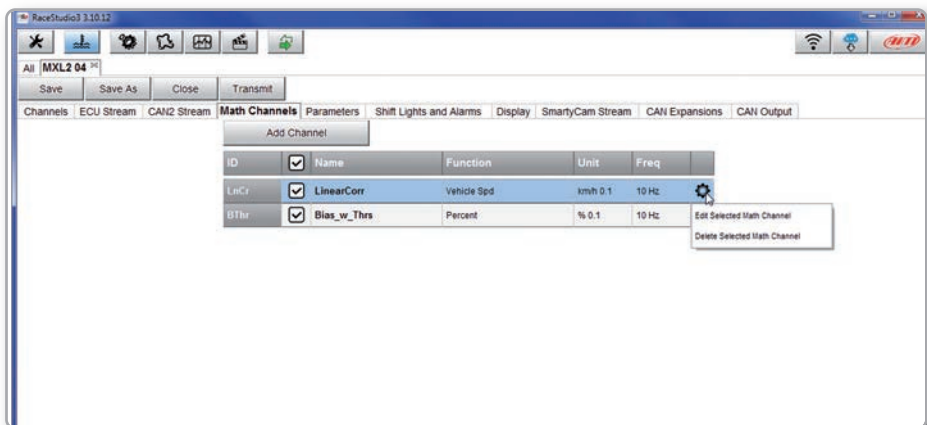 RaceStudio3 3.10.12
AiM
All MXL2 04
Save Save As Close Transmit
Channels ECU Stream CAN2 Stream Math Channels Parameters Shift Lights and Alarms Display SmartyCam Stream CAN Expansions CAN Output
Add Channel
ID Name Function Unit Freq
LnCr LinearCorr Vehicle Spd km/h 0.1 10 Hz
BThr Bias_w_Thrs Percent % 0.1 10 Hz
Edit Selected Math Channel
Delete Selected Math Channel